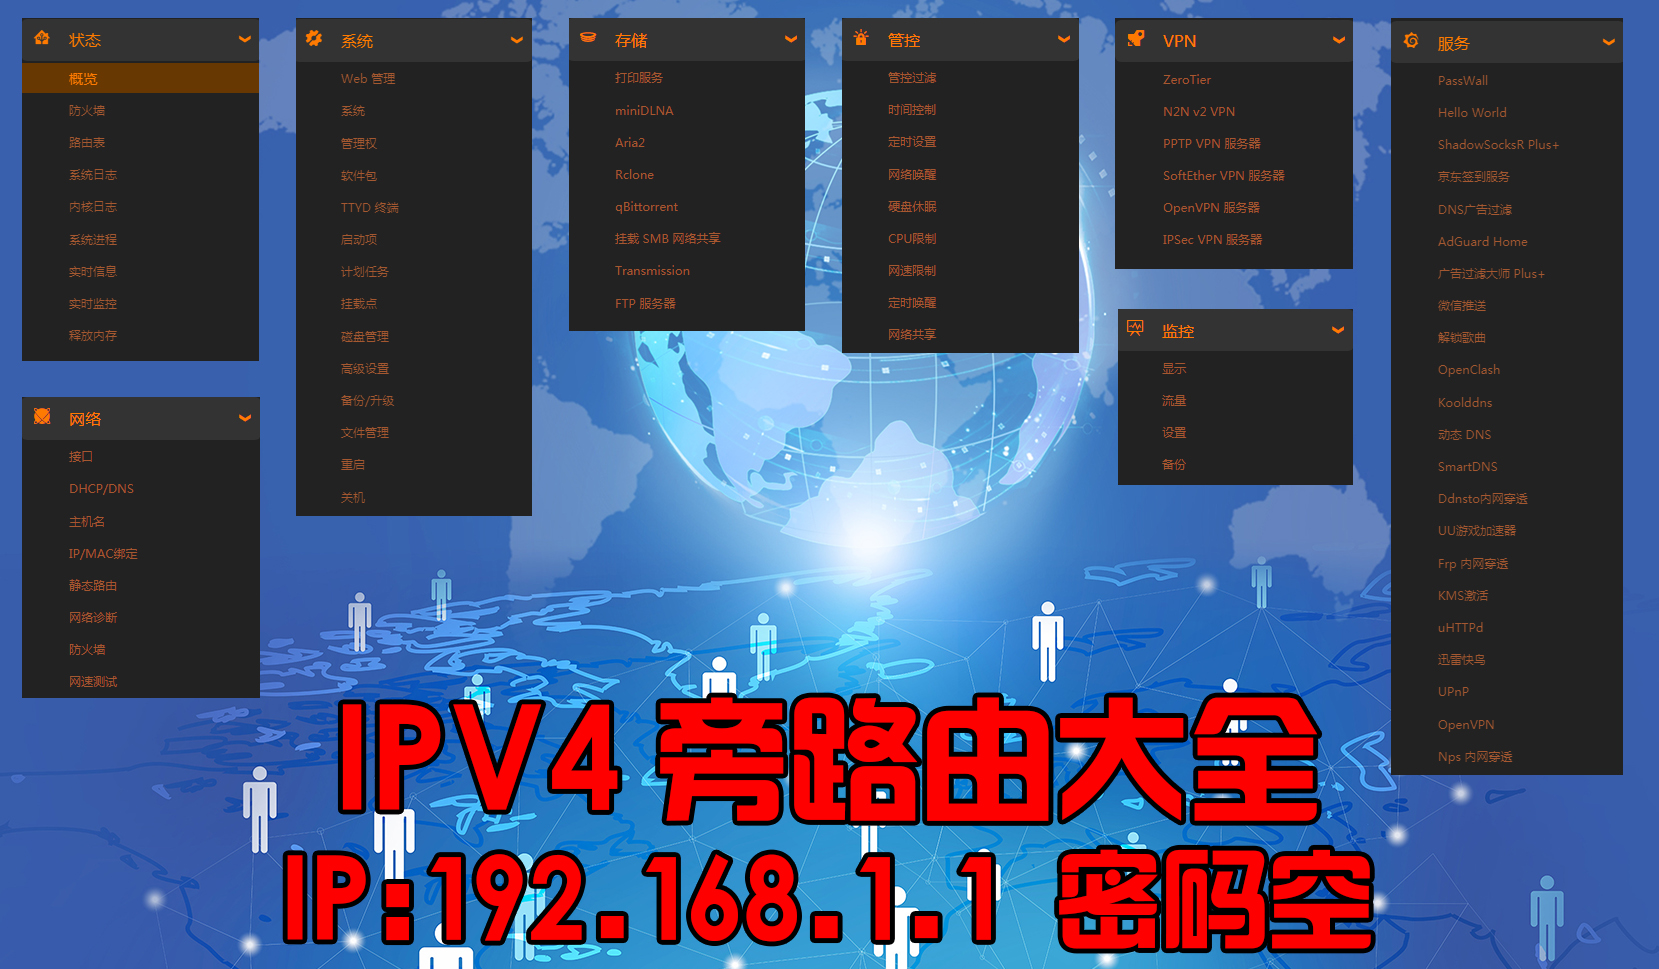 状态
概览
防火墙
路由表
系统日志
内核日志
系统进程
实时信息
实时监控
释放内存
网络
接口
DHCP/DNS
主机名
IP/MAC绑定
静态路由
网络诊断
防火墙
网速测试
系统
Web 管理
系统
管理权
软件包
TTYD 终端
启动项
计划任务
挂载点
磁盘管理
高级设置
备份/升级
文件管理
重启
关机
存储
打印服务
miniDLNA
Aria2
Rclone
qBittorrent
挂载 SMB 网络共享
Transmission
FTP 服务器
管控
管控过滤
时间控制
定时设置
网络唤醒
硬盘休眠
CPU限制
网速限制
定时唤醒
网络共享
VPN
ZeroTier
N2N v2 VPN
PPTP VPN 服务器
SoftEther VPN 服务器
OpenVPN 服务器
IPSec VPN 服务器
监控
显示
流量
设置
备份
服务
PassWall
Hello World
ShadowSocksR Plus+
京东签到服务
DNS广告过滤
AdGuard Home
广告过滤大师 Plus+
微信推送
解锁歌曲
OpenClash
Koolddns
动态 DNS
SmartDNS
Ddnsto内网穿透
UU游戏加速器
Frp 内网穿透
KMS激活
uHTTPd
迅雷快鸟
UPnP
OpenVPN
Nps 内网穿透
IPV4 旁路由大全
IP:192.168.1.1 密码空